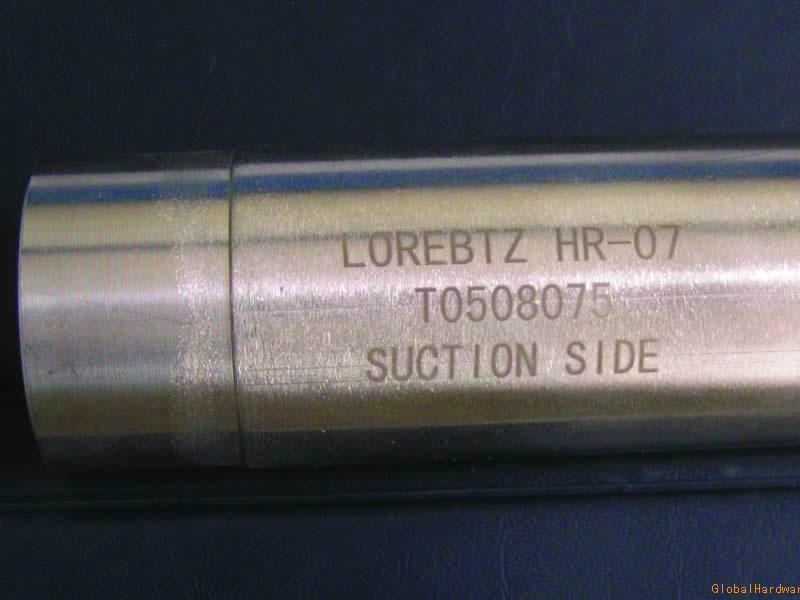 LOREBTZ HR-07
T0508075
SUCTION SIDE